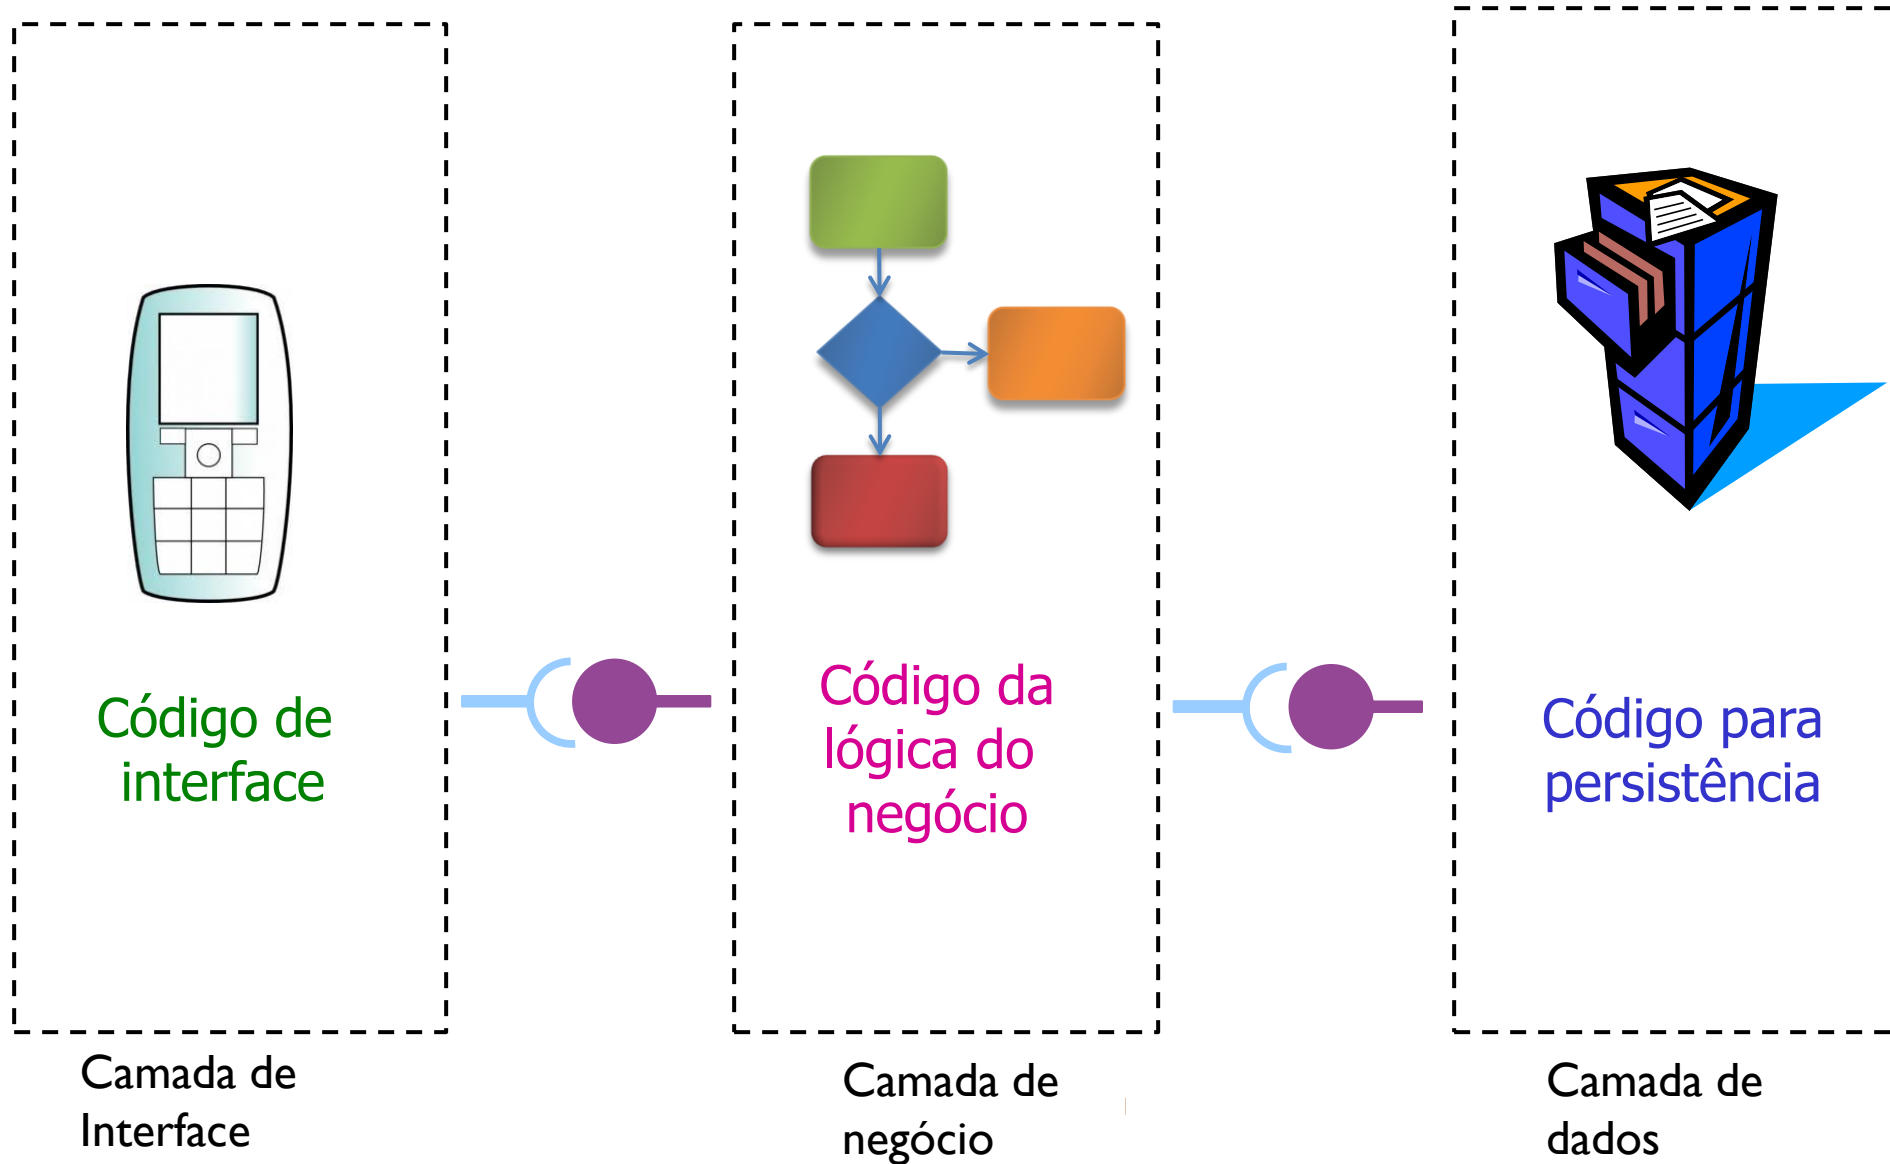 Código de
interface
Código da
lógica do
negócio
Código para
persistência
Camada de
Interface
Camada de
negócio
Camada de
dados